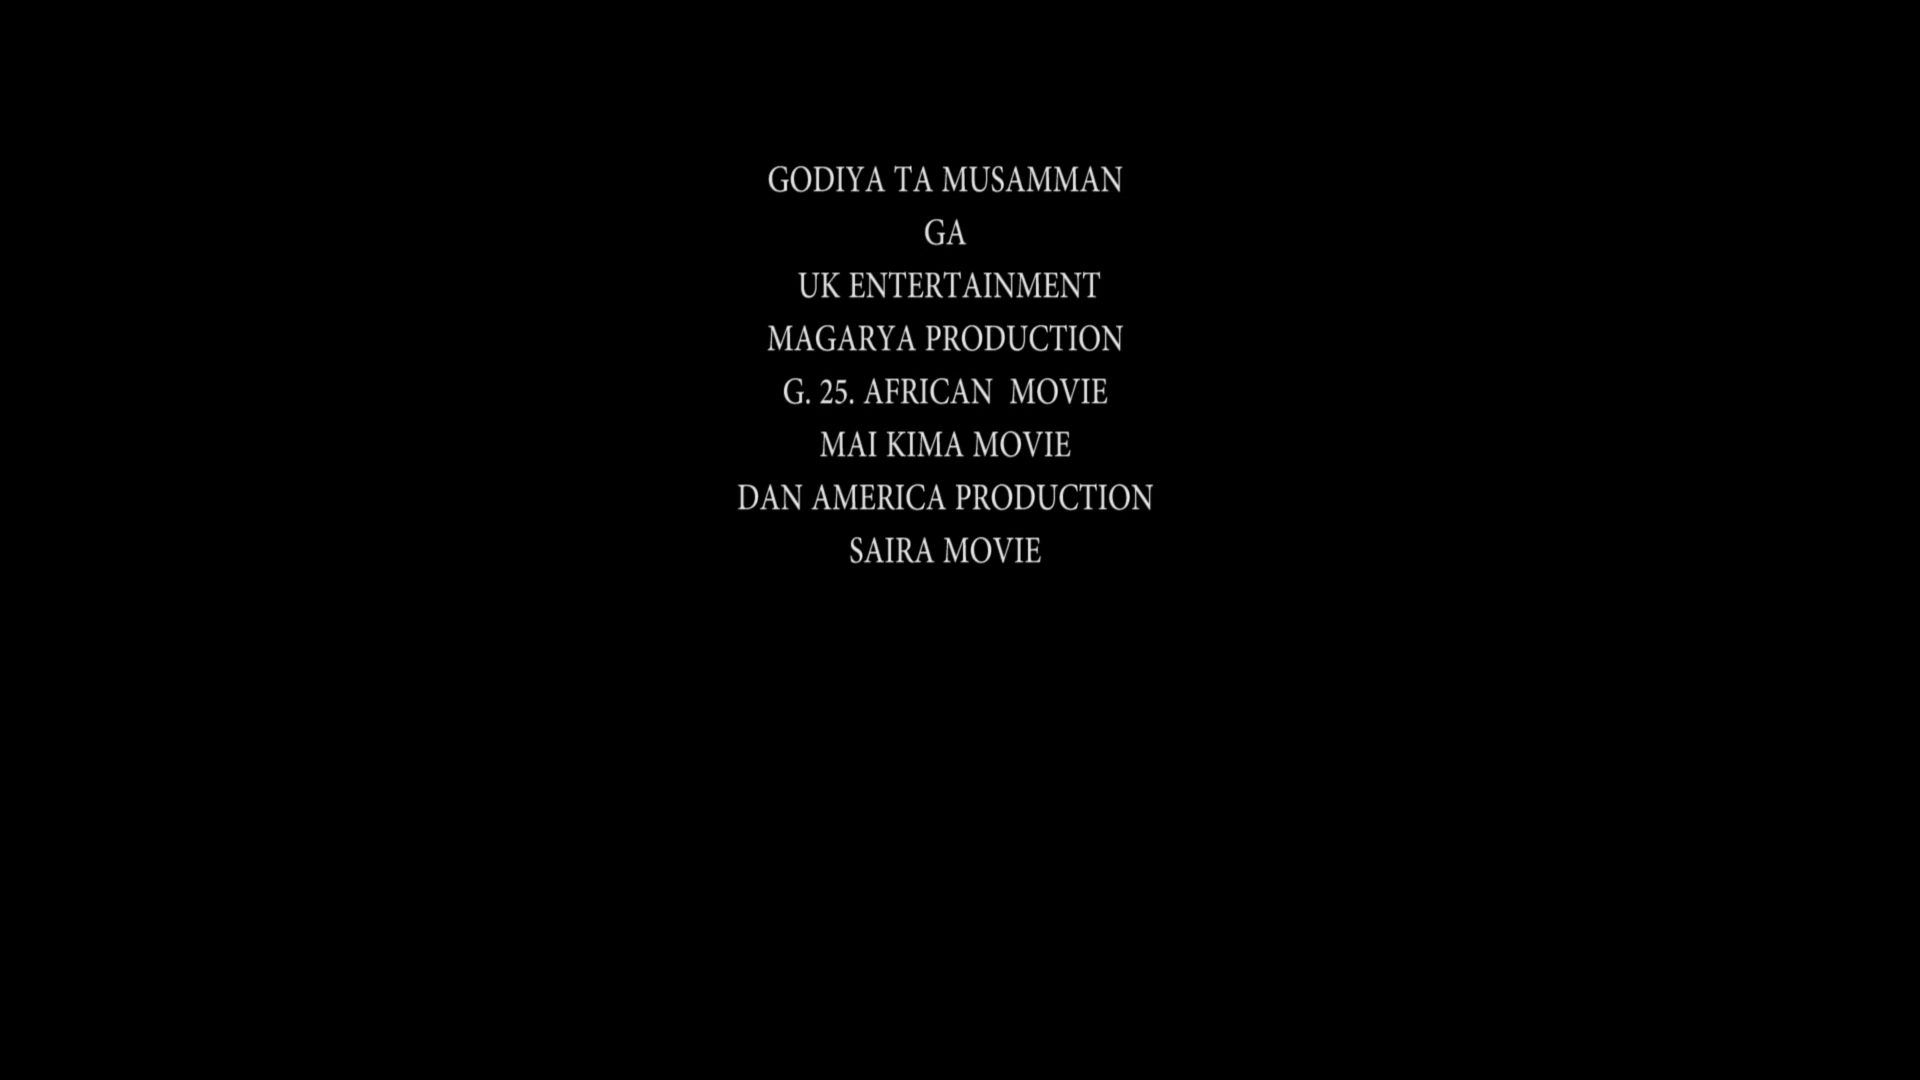 GODIYA TA MUSAMMAN
GA
UK ENTERTAINMENT
MAGARYA PRODUCTION
G. 25. AFRICAN  MOVIE
MAI KIMA MOVIE
DAN AMERICA PRODUCTION
SAIRA MOVIE